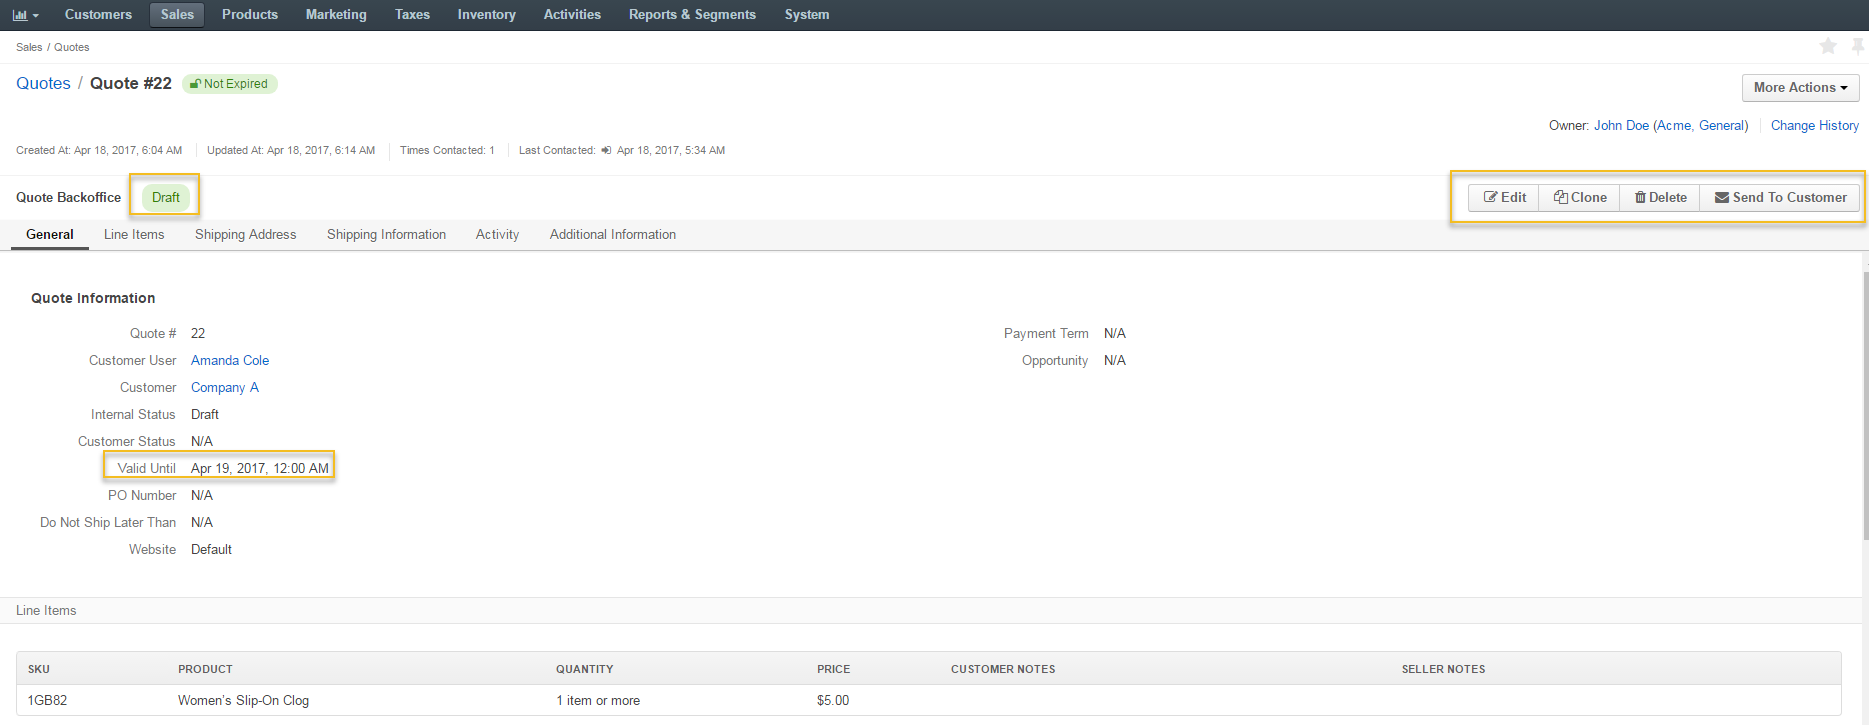 Customers Sales Products Marketing Taxes Inventory Activities Reports & Segments System
Sales / Quotes
Quotes / Quote #22 Not Expired
More Actions
Owner: John Doe (Acme, General) Change History
Created At: Apr 18, 2017, 6:04 AM Updated At: Apr 18, 2017, 6:14 AM Times Contacted: 1 Last Contacted: Apr 18, 2017, 5:34 AM
Quote Backoffice Draft Edit Clone Delete Send To Customer
General Line Items Shipping Address Shipping Information Activity Additional Information
Quote Information
Quote # 22 Payment Term N/A
Customer User Amanda Cole Opportunity N/A
Customer Company A
Internal Status Draft
Customer Status N/A
Valid Until Apr 19, 2017, 12:00 AM
PO Number N/A
Do Not Ship Later Than N/A
Website Default
Line Items
SKU PRODUCT QUANTITY PRICE CUSTOMER NOTES SELLER NOTES
1GB82 Women's Slip-On Clog 1 item or more $5.00